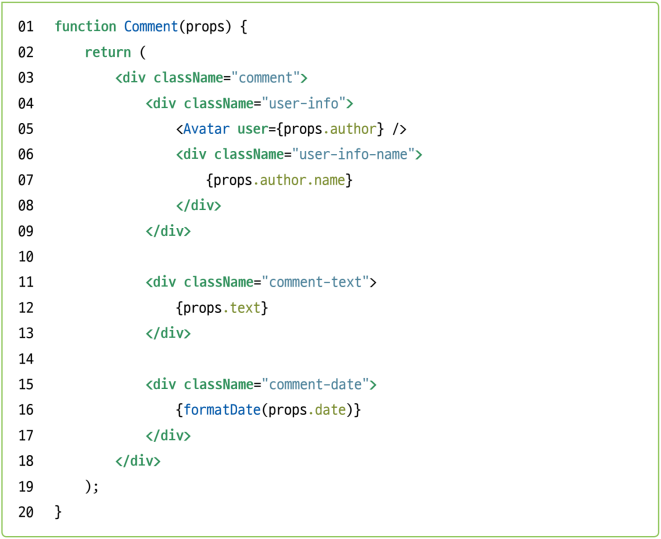 01 function Comment(props) {
02     return (
03         <div className="comment">
04             <div className="user-info">
05                 <Avatar user={props.author} />
06                 <div className="user-info-name">
07                     {props.author.name}
08                 </div>
09             </div>
10
11             <div className="comment-text">
12                 {props.text}
13             </div>
14
15             <div className="comment-date">
16                 {formatDate(props.date)}
17             </div>
18         </div>
19     );
20 }